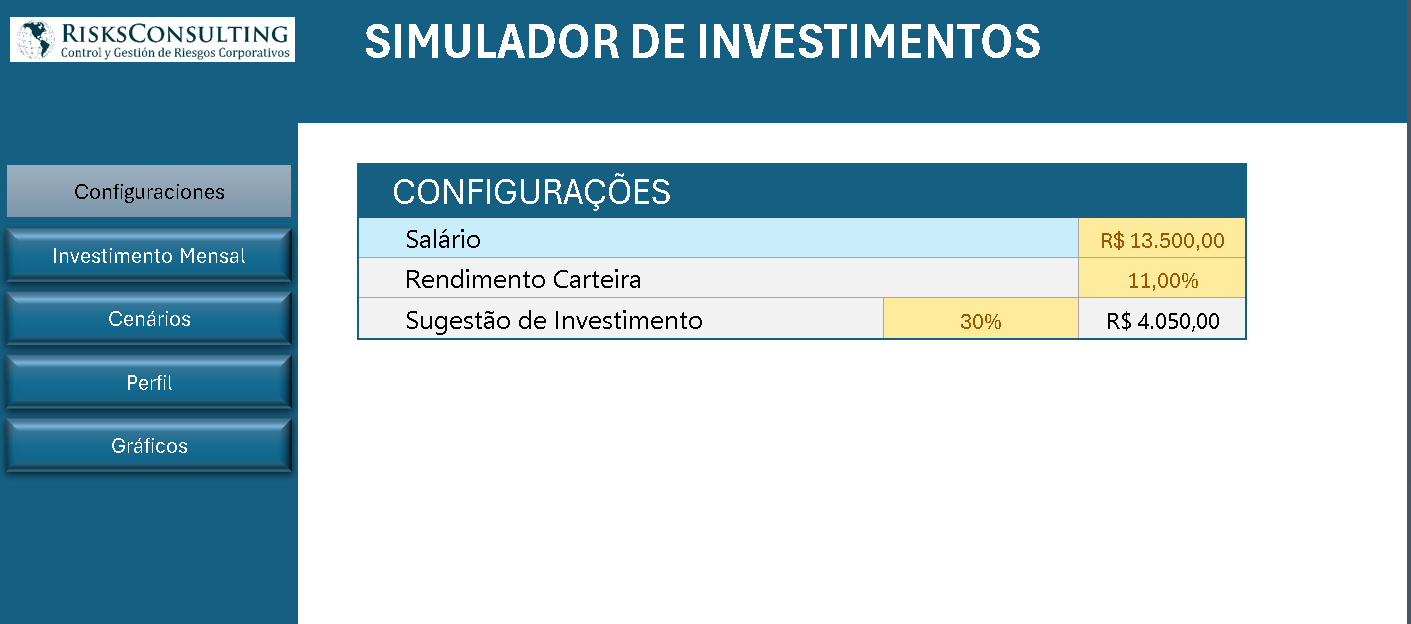 RISKSCONSULTING
Control y Gestión de Riesgos Corporativos
SIMULADOR DE INVESTIMENTOS
Configuraciones
Investimento Mensal
Cenários
Perfil
Gráficos
CONFIGURAÇÕES
Salário R$ 13.500,00
Rendimento Carteira 11,00%
Sugestão de Investimento 30% R$ 4.050,00